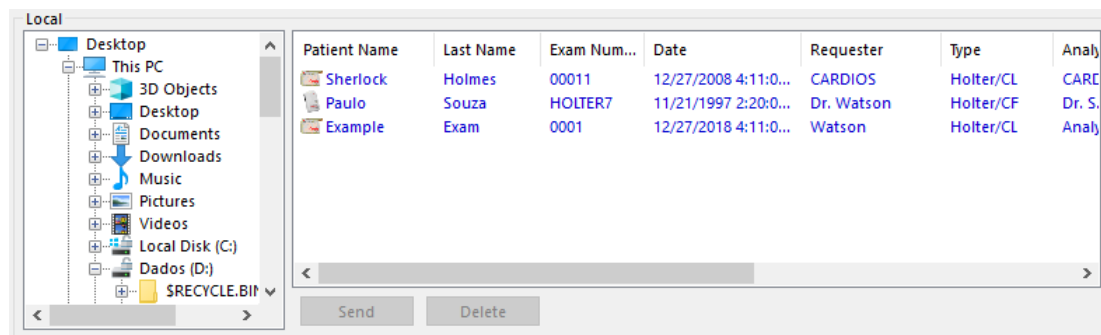 Local
Desktop
This PC
3D Objects
Desktop
Documents
Downloads
Music
Pictures
Videos
Local Disk (C:)
Dados (D:)
$RECYCLE.BIN
Patient Name Last Name Exam Num... Date Requester Type Analy
Sherlock Holmes 00011 12/27/2008 4:11:0... CARDIOS Holter/CL CARD
Paulo Souza HOLTER7 11/21/1997 2:20:0... Dr. Watson Holter/CF Dr. S.
Example Exam 0001 12/27/2018 4:11:0... Watson Holter/CL Analy
Send Delete